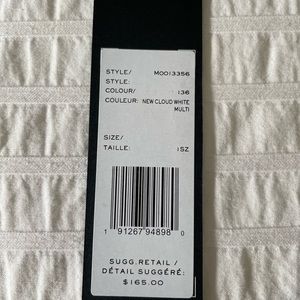 STYLE/ M0013356
STYLE:
COLOUR/ 136
COULEUR: NEW CLOUD WHITE
MULTI
SIZE/
TAILLE: 1SZ
1 91267 94898 0
SUGG.RETAIL /
DÉTAIL SUGGÉRÉ:
$165.00